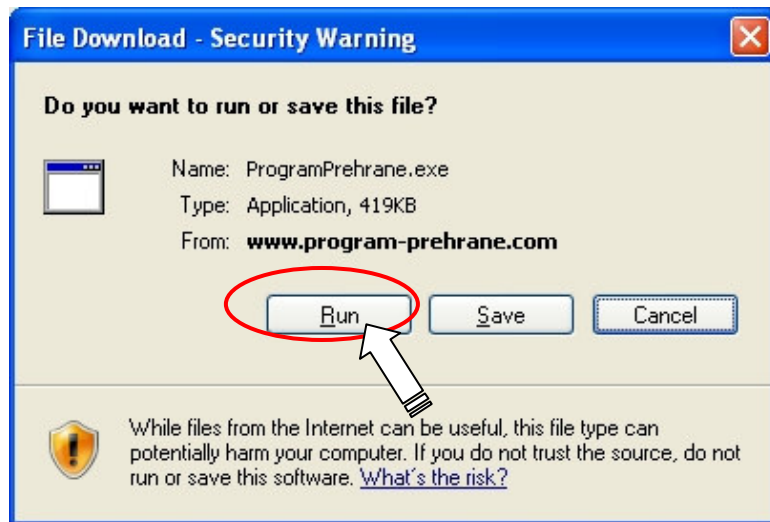 File Download - Security Warning
Do you want to run or save this file?
Name: ProgramPrehrane.exe
Type: Application, 419KB
From: www.program-prehrane.com
Run Save Cancel
While files from the Internet can be useful, this file type can
potentially harm your computer. If you do not trust the source, do not
run or save this software. What's the risk?